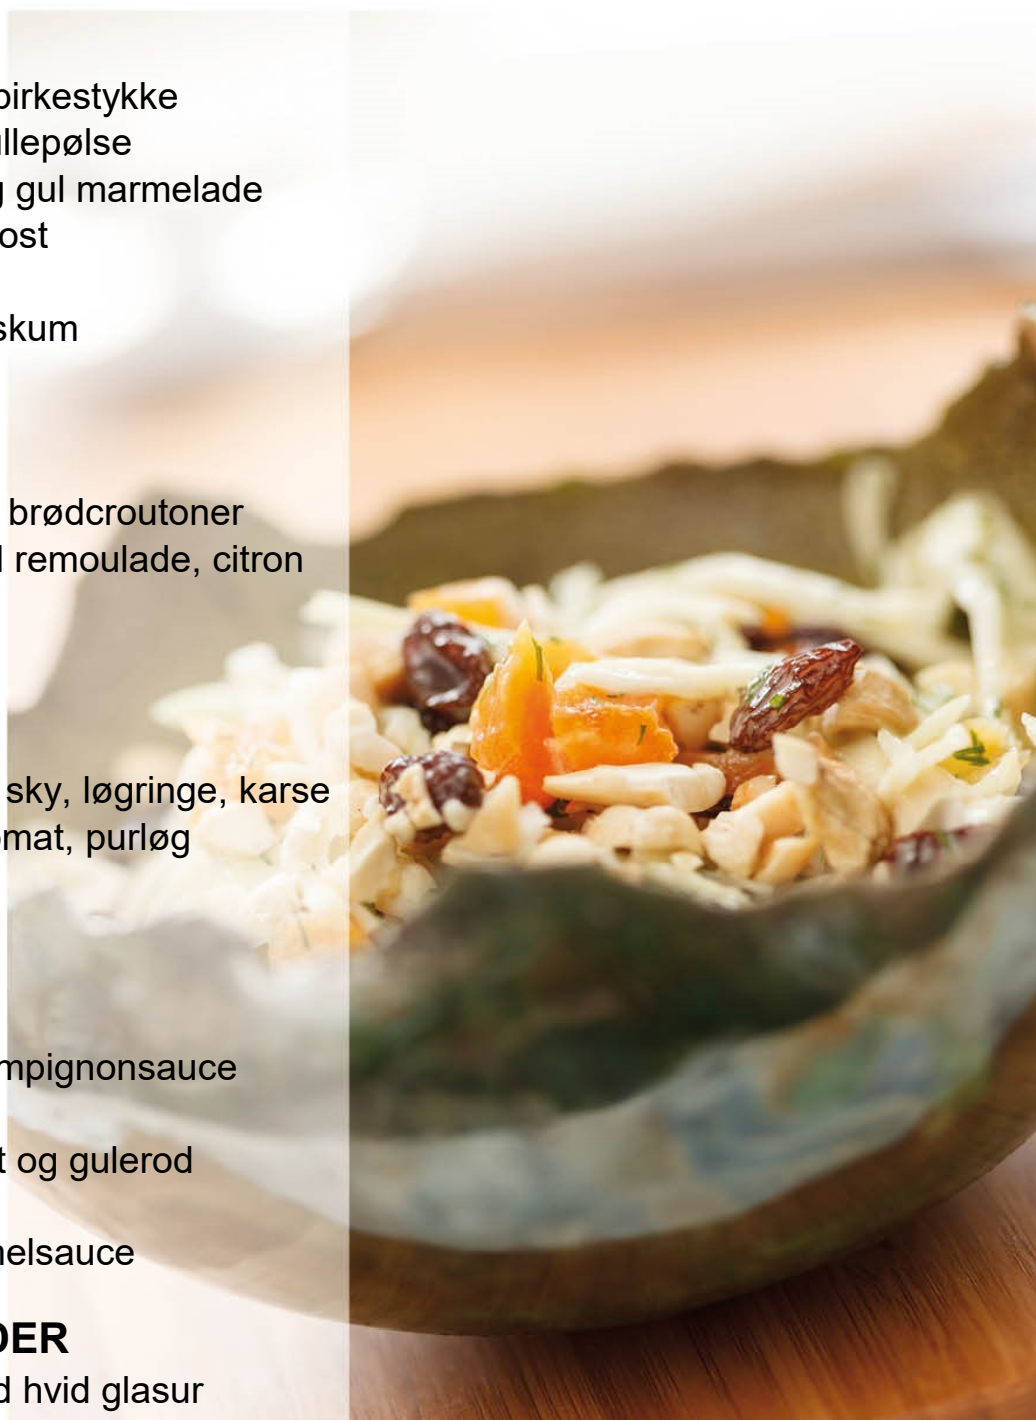 birkestykke
llepølse
gul marmelade
ost
skum
brødcroutoner
remoulade, citron
sky, løgringe, karse
mat, purløg
mpignonsauce
t og gulerod
elsauce
DER
d hvid glasur